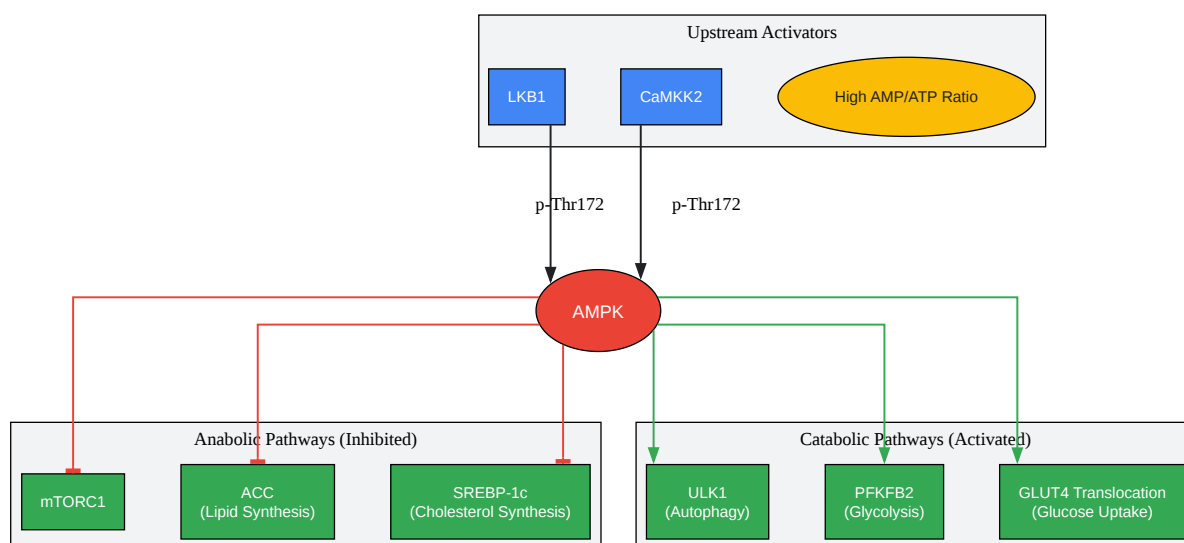 Upstream Activators
LKB1
CaMKK2
High AMP/ATP Ratio
p-Thr172
p-Thr172
AMPK
Anabolic Pathways (Inhibited)
Catabolic Pathways (Activated)
mTORC1
ACC
(Lipid Synthesis)
SREBP-1c
(Cholesterol Synthesis)
ULK1
(Autophagy)
PFKFB2
(Glycolysis)
GLUT4 Translocation
(Glucose Uptake)